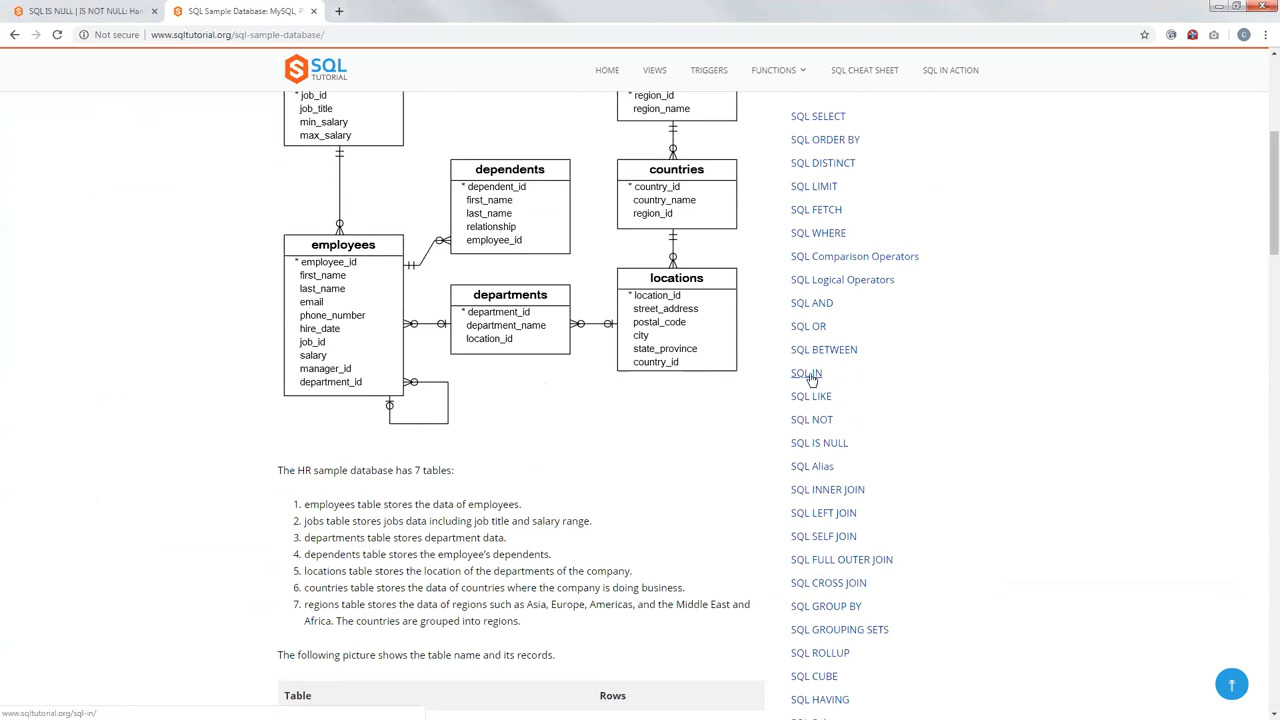 SQL IS NULL | IS NOT NULL: Ha
SQL Sample Database: MySQL, P
Not secure
www.sqltutorial.org/sql-sample-database/
SQL
TUTORIAL
HOME
VIEWS
TRIGGERS
FUNCTIONS
SQL CHEAT SHEET
SQL IN ACTION
* job_id
job_title
min_salary
max_salary
* region_id
region_name
dependents
* dependent_id
first_name
last_name
relationship
employee_id
countries
* country_id
country_name
region_id
employees
* employee_id
first_name
last_name
email
phone_number
hire_date
job_id
salary
manager_id
department_id
departments
* department_id
department_name
location_id
locations
* location_id
street_address
postal_code
city
state_province
country_id
The HR sample database has 7 tables:
1. employees table stores the data of employees.
2. jobs table stores jobs data including job title and salary range.
3. departments table stores department data.
4. dependents table stores the employee's dependents.
5. locations table stores the location of the departments of the company.
6. countries table stores the data of countries where the company is doing business.
7. regions table stores the data of regions such as Asia, Europe, Americas, and the Middle East and
Africa. The countries are grouped into regions.
The following picture shows the table name and its records.
Table Rows
SQL SELECT
SQL ORDER BY
SQL DISTINCT
SQL LIMIT
SQL FETCH
SQL WHERE
SQL Comparison Operators
SQL Logical Operators
SQL AND
SQL OR
SQL BETWEEN
SQL IN
SQL LIKE
SQL NOT
SQL IS NULL
SQL Alias
SQL INNER JOIN
SQL LEFT JOIN
SQL SELF JOIN
SQL FULL OUTER JOIN
SQL CROSS JOIN
SQL GROUP BY
SQL GROUPING SETS
SQL ROLLUP
SQL CUBE
SQL HAVING
www.sqltutorial.org/sql-in/